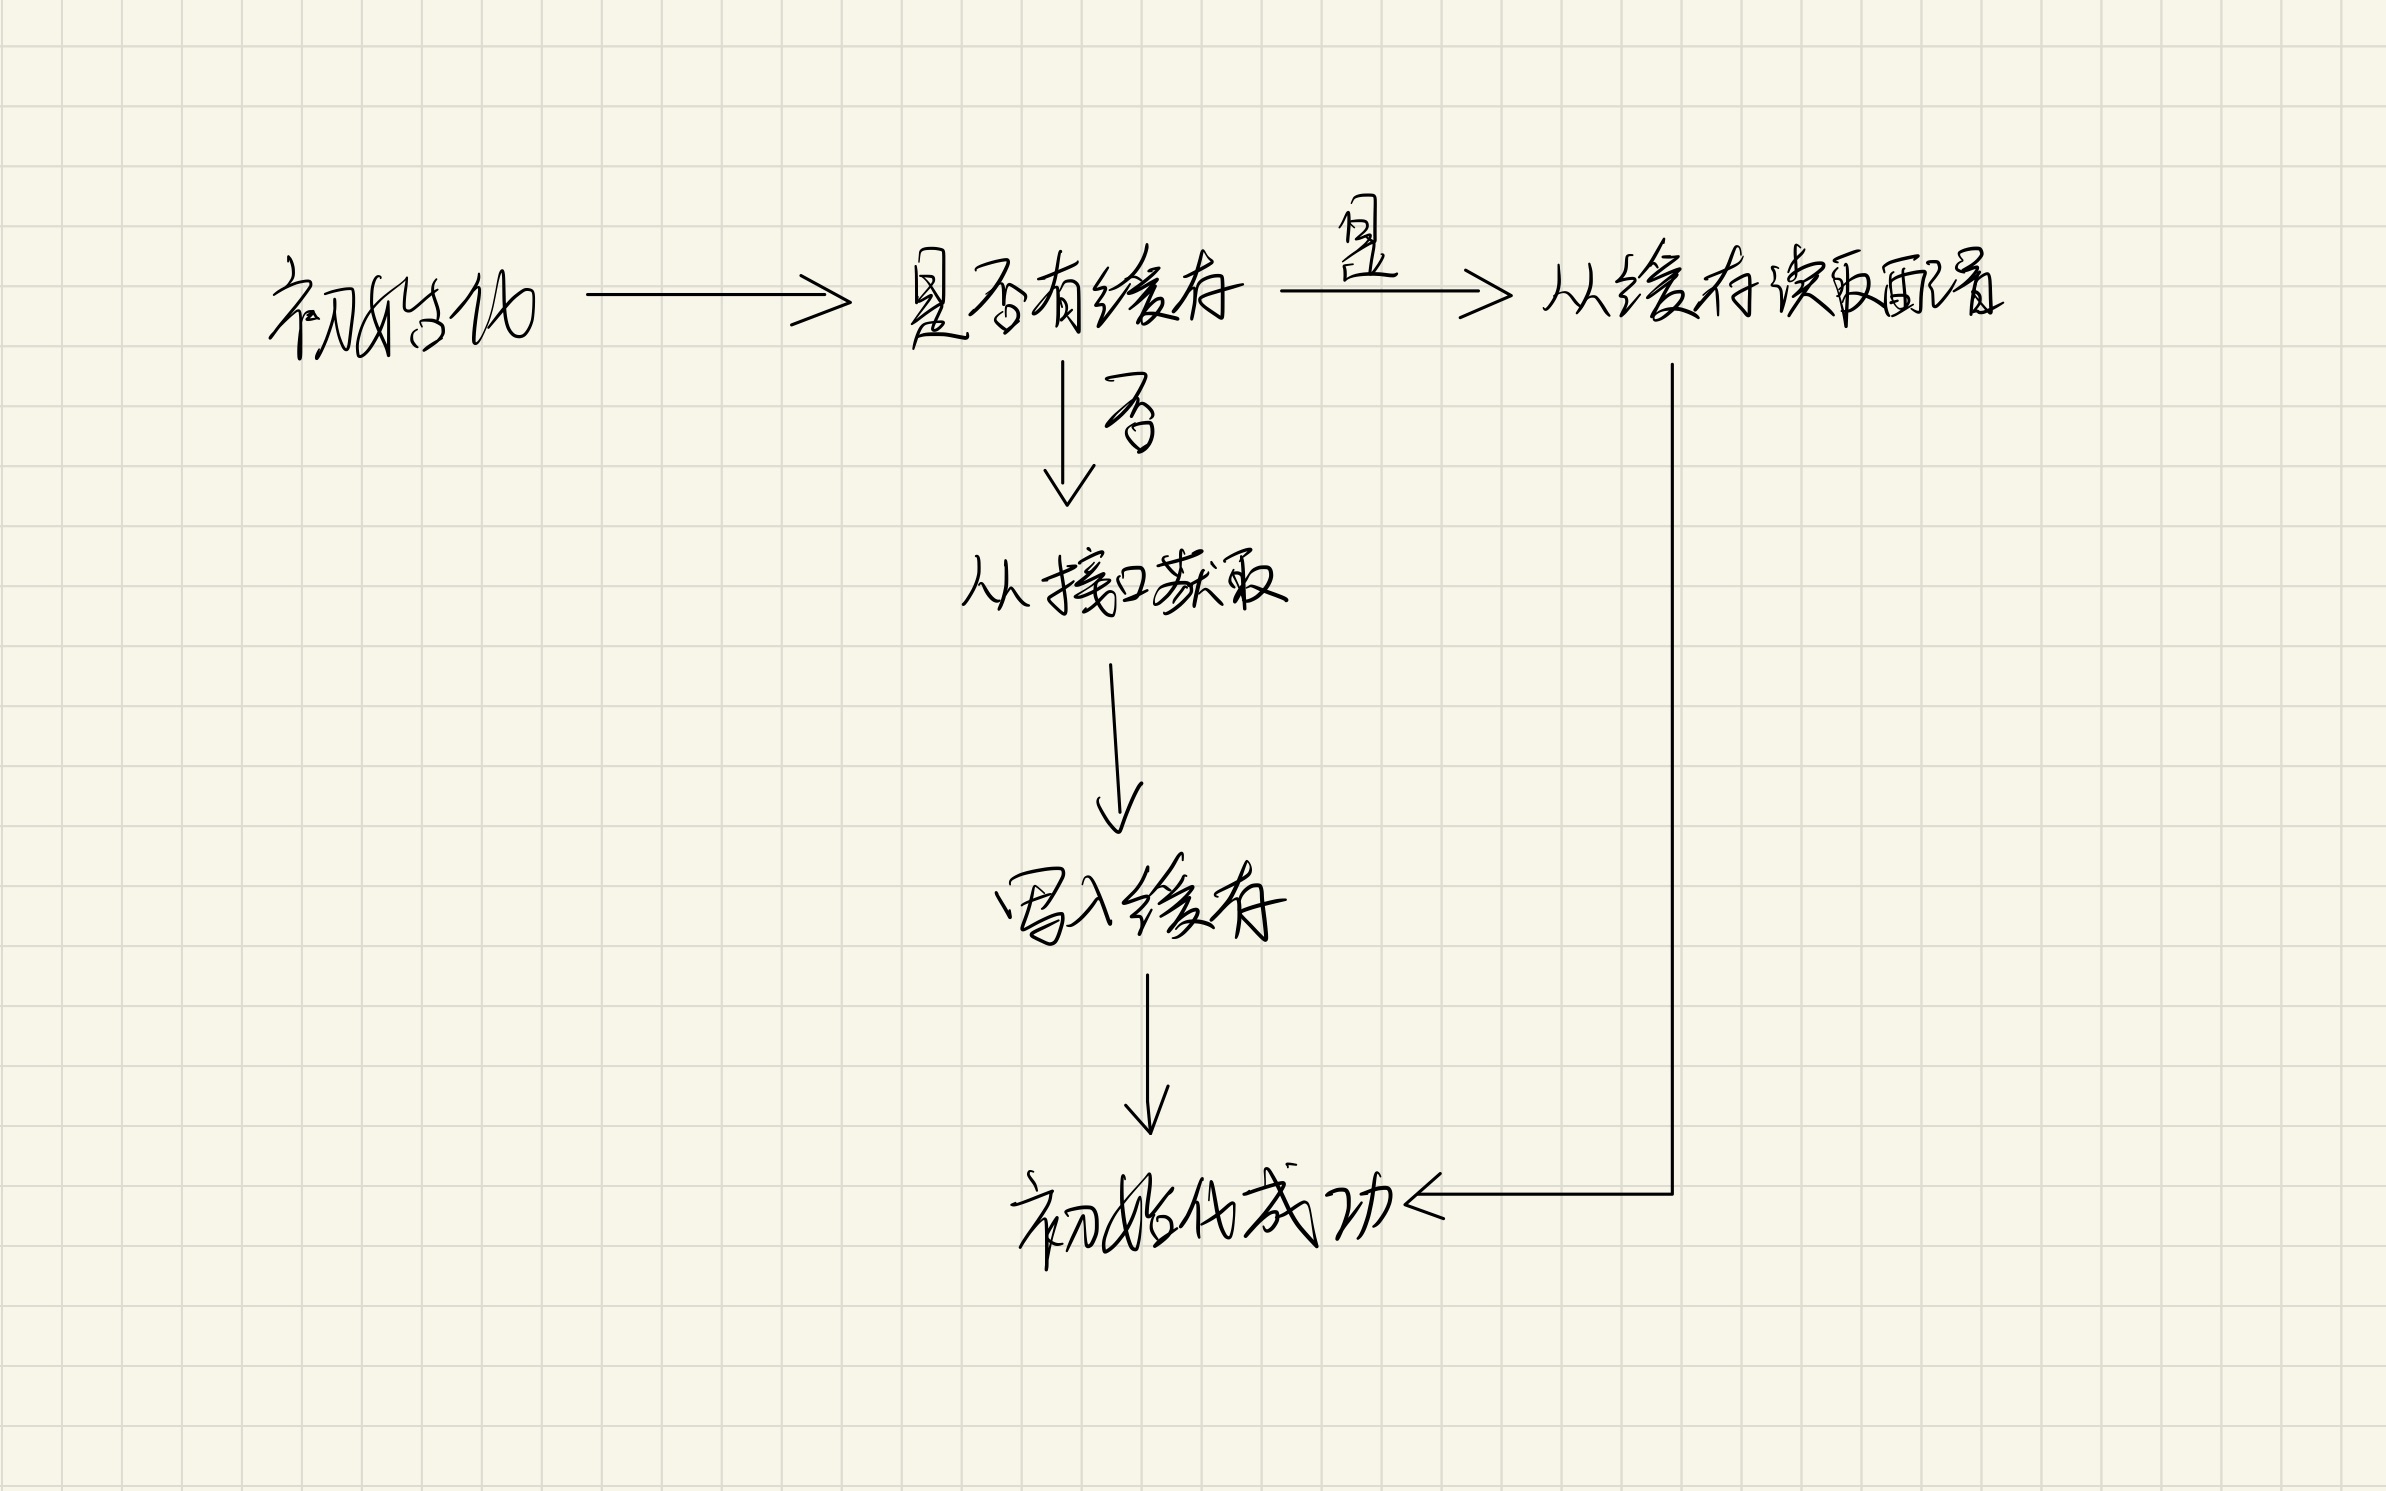 初始化
是否有缓存
是
从缓存读取配置
否
从接口获取
写入缓存
初始化成功